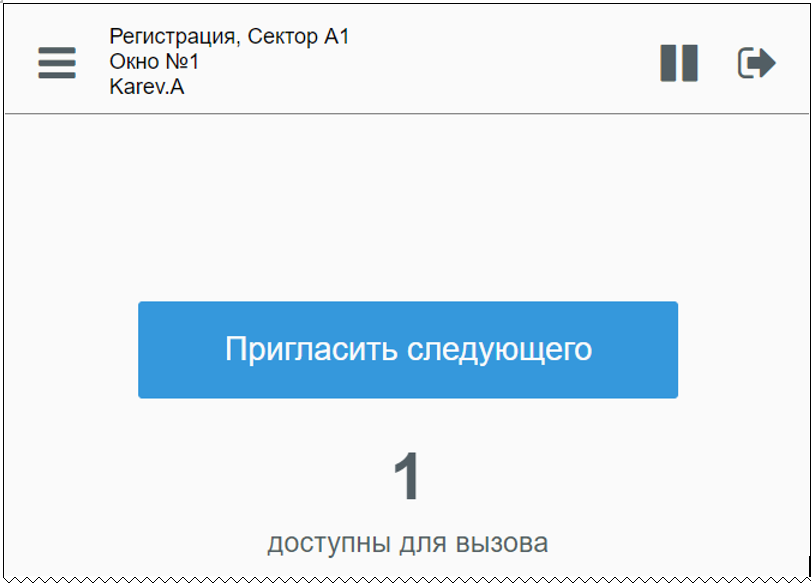 Регистрация, Сектор А1
Окно №1
Karev.A
Пригласить следующего
1
доступны для вызова